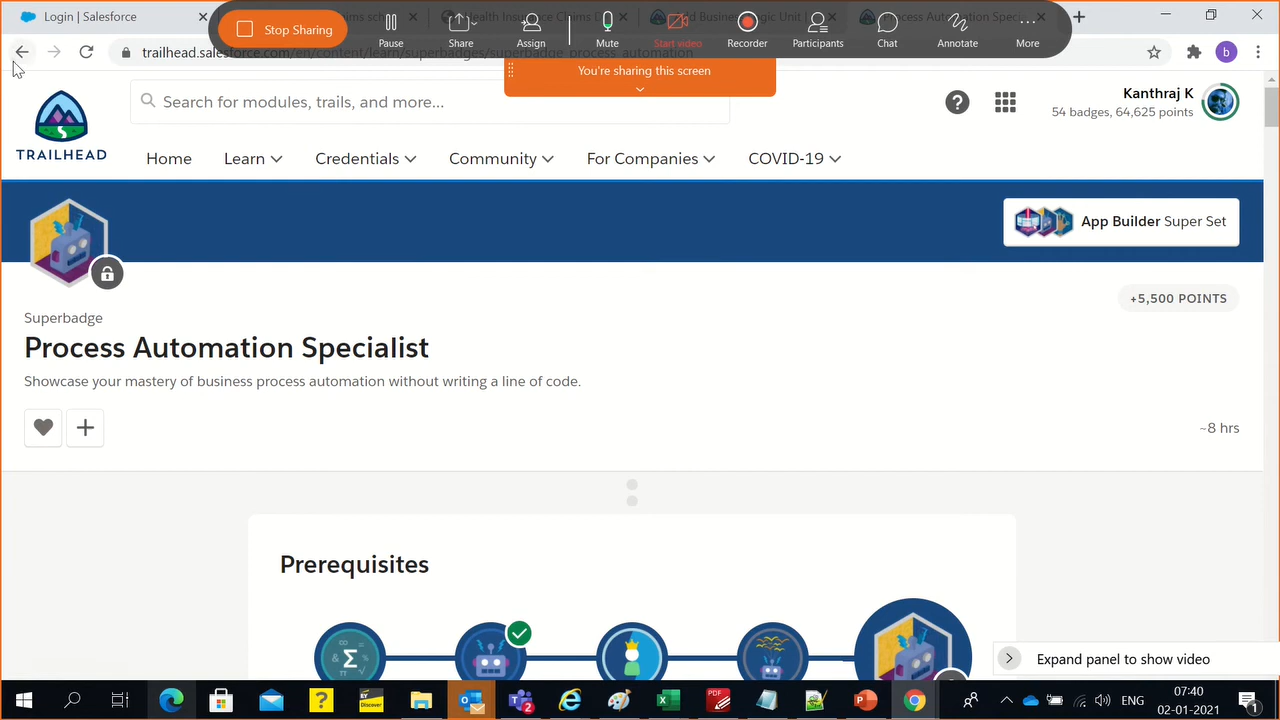 Login | Salesforce
Health Insurance Claims D
Process Automation Spec
Stop Sharing
Pause
Share
Assign
Mute
Start video
Recorder
Participants
Chat
Annotate
More
trailhead.salesforce.com/en/content/learn/superbadges/superbadge_process_automation
You're sharing this screen
Search for modules, trails, and more...
Kanthraj K
54 badges, 64,625 points
TRAILHEAD
Home
Learn
Credentials
Community
For Companies
COVID-19
App Builder Super Set
+5,500 POINTS
Superbadge
Process Automation Specialist
Showcase your mastery of business process automation without writing a line of code.
~8 hrs
Prerequisites
Expand panel to show video
ENG
07:40
02-01-2021